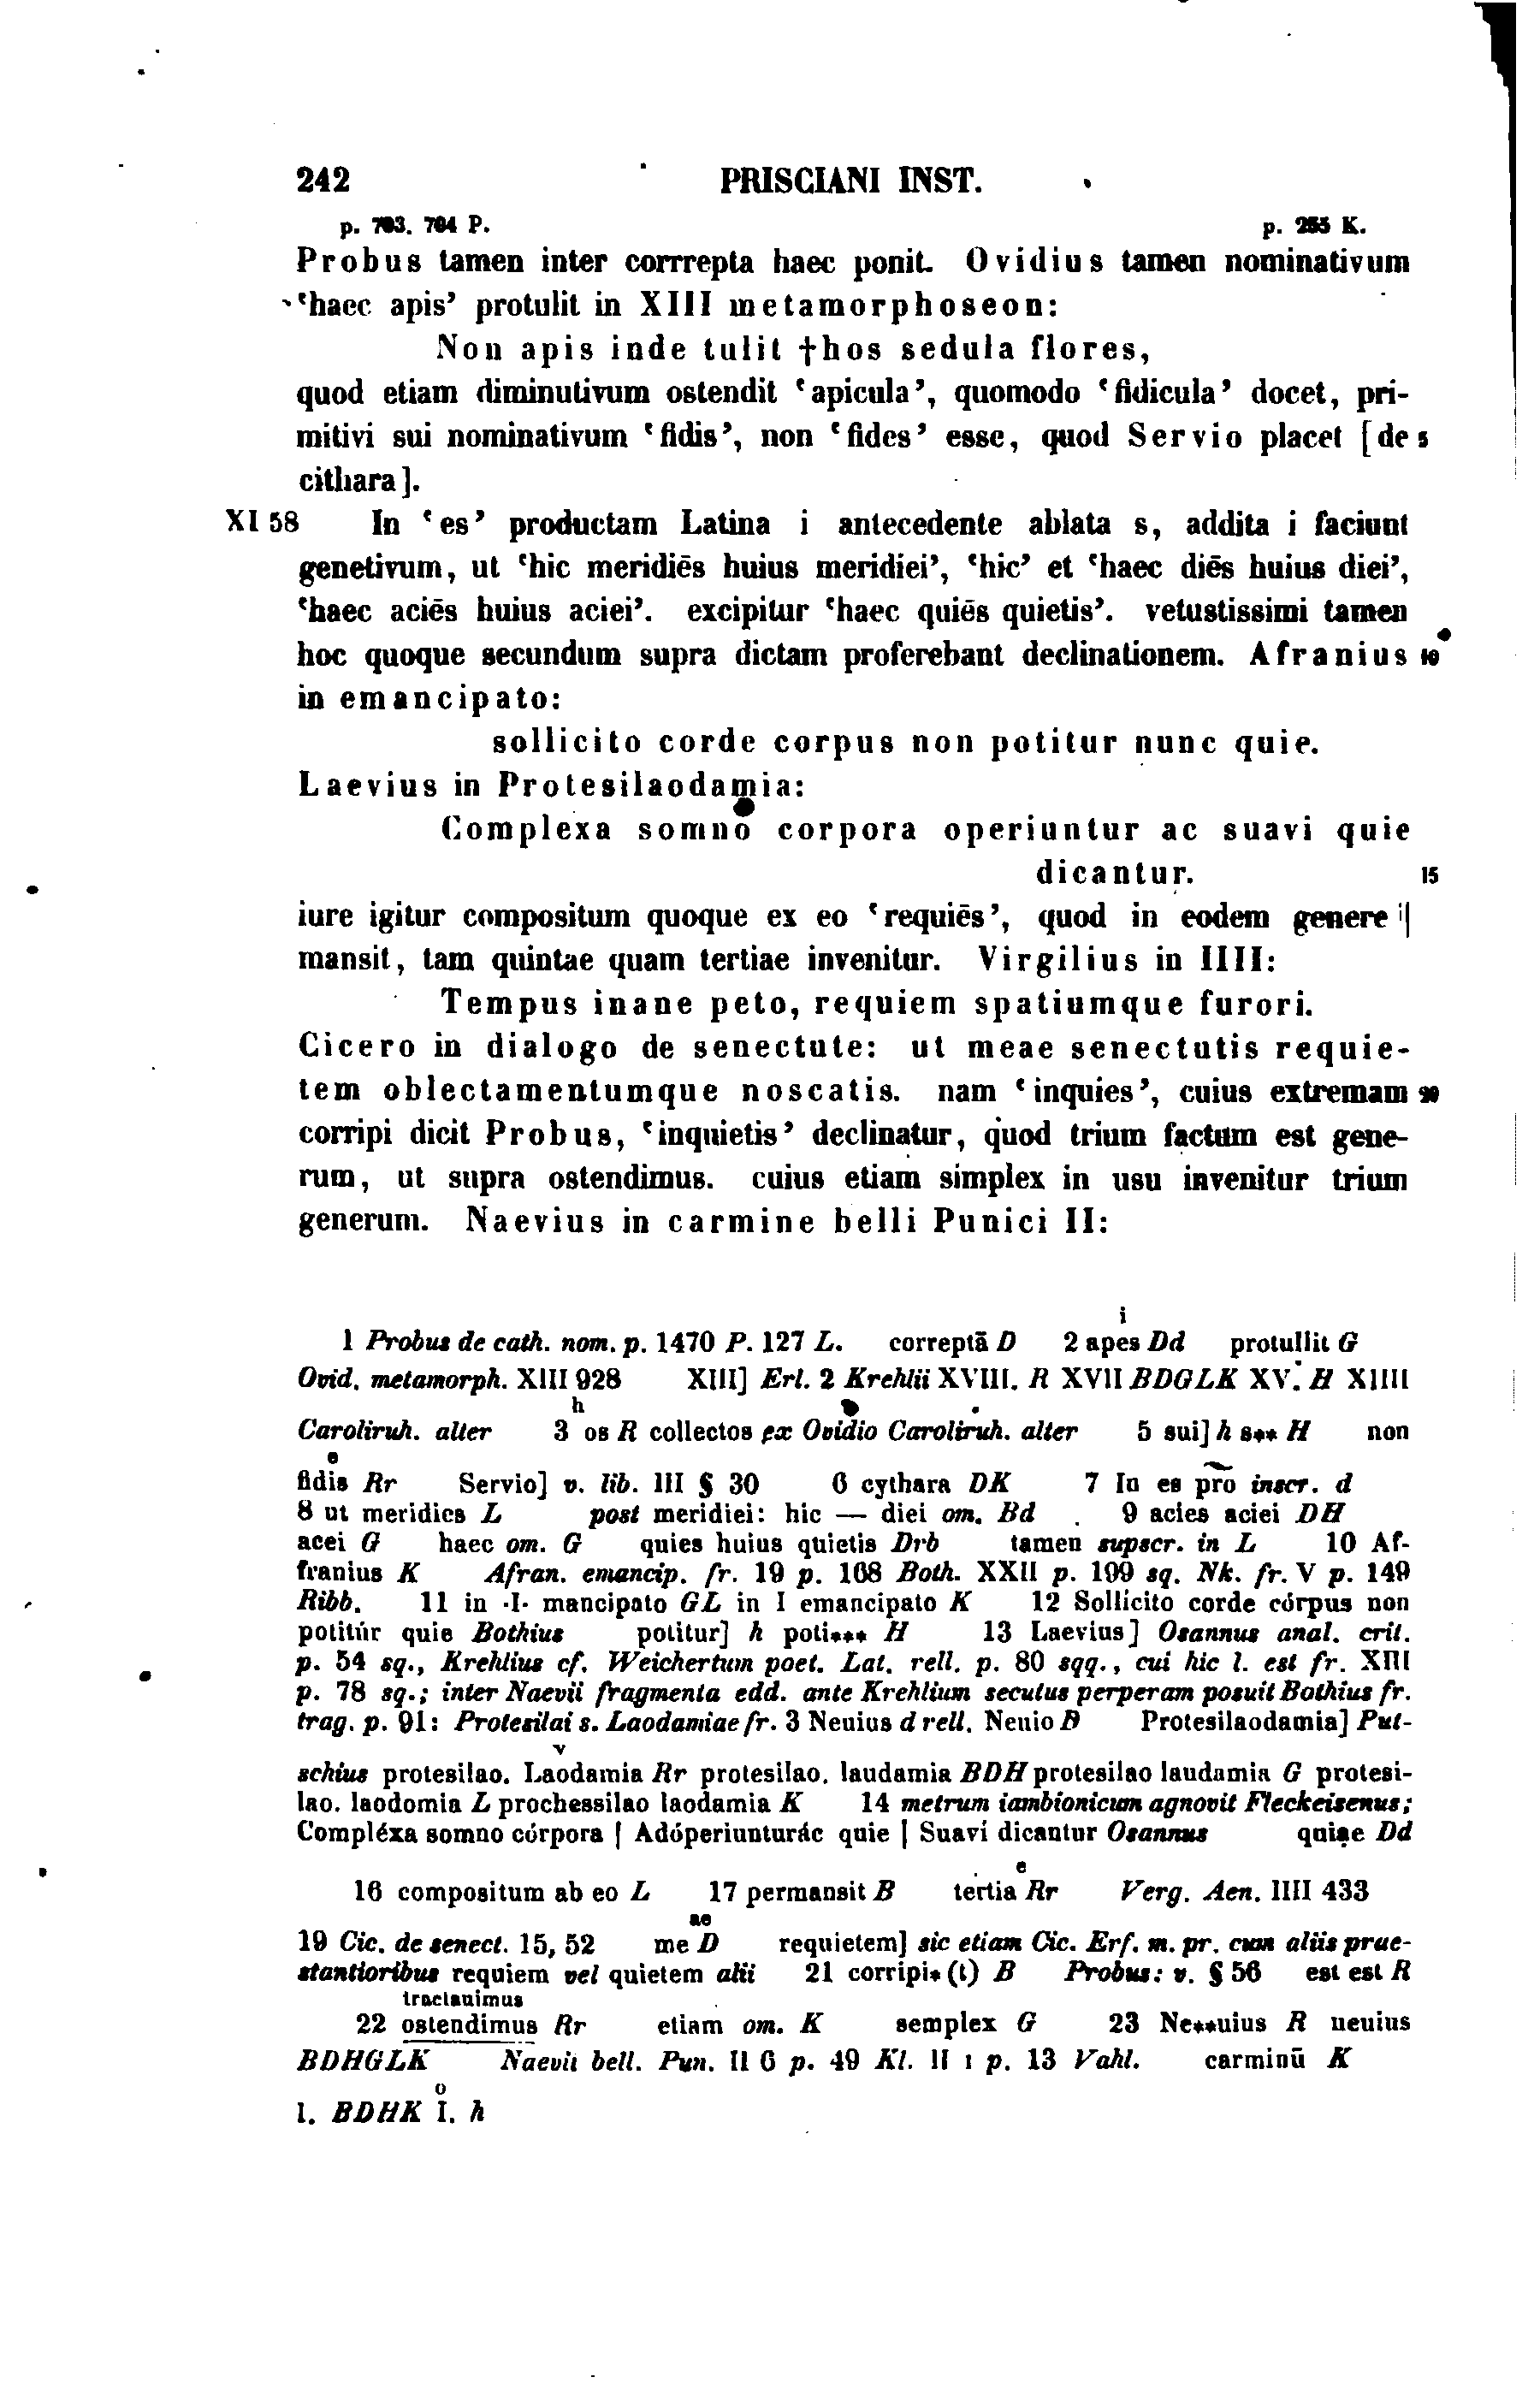 242 PRISCIANI INST.
p. 703. 704 P. p. 255 K.
Probus tamen inter corrrepta haec ponit. Ovidius tamen nominativum
‘haec apis’ protulit in XIII metamorphoseon:
Non apis inde tulit †hos sedula flores,
quod etiam diminutivum ostendit ‘apicula’, quomodo ‘fidicula’ docet, pri-
mitivi sui nominativum ‘fidis’, non ‘fides’ esse, quod Servio placet [de 5
cithara].
XI 58 In ‘es’ productam Latina i antecedente ablata s, addita i faciunt
genetivum, ut ‘hic meridiēs huius meridiei’, ‘hic’ et ‘haec diēs huius diei’,
‘haec aciēs huius aciei’. excipitur ‘haec quiēs quietis’. vetustissimi tamen
hoc quoque secundum supra dictam proferebant declinationem. Afranius 10
in emancipato:
sollicito corde corpus non potitur nunc quie.
Laevius in Protesilaodamia:
Complexa somno corpora operiuntur ac suavi quie
dicantur. 15
iure igitur compositum quoque ex eo ‘requiēs’, quod in eodem genere
mansit, tam quintae quam tertiae invenitur. Virgilius in IIII:
Tempus inane peto, requiem spatiumque furori.
Cicero in dialogo de senectute: ut meae senectutis requie-
tem oblectamentumque noscatis. nam ‘inquies’, cuius extremam 20
corripi dicit Probus, ‘inquietis’ declinatur, quod trium factum est gene-
rum, ut supra ostendimus. cuius etiam simplex in usu invenitur trium
generum. Naevius in carmine belli Punici II:
i
1 Probus de cath. nom. p. 1470 P. 127 L. correptā D 2 apes Dd protullit G
Ovid. metamorph. XIII 928 XIII] Erl. 2 Krehlii XVIII. R XVII BDGLK XV. H XIIII
h
Caroliruh. alter 3 os R collectos ex Ovidio Caroliruh. alter 5 sui] h s** H non
e
fidis Rr Servio] v. lib. III § 30 6 cythara DK 7 In es pro inscr. d
8 ut meridies L post meridiei: hic — diei om. Bd 9 acies aciei DH
acei G haec om. G quies huius quietis Drb tamen supscr. in L 10 Af-
franius K Afran. emancip. fr. 19 p. 168 Both. XXII p. 199 sq. Nk. fr. V p. 149
Ribb. 11 in ·I· mancipato GL in I emancipato K 12 Sollícito corde córpus non
potitúr quie Bothius potitur] h poti*** H 13 Laevius] Osannus anal. crit.
p. 54 sq., Krehlius cf. Weichertum poet. Lat. rell. p. 80 sqq., cui hic l. est fr. XIII
p. 78 sq.; inter Naevii fragmenta edd. ante Krehlium secutus perperam posuit Bothius fr.
trag. p. 91: Protesilai s. Laodamiae fr. 3 Neuius d rell. Neuio B Protesilaodamia] Put-
v
schius protesilao. Laodamia Rr protesilao. laudamia BDH protesilao laudamia G protesi-
lao. laodomia L prochessilao laodamia K 14 metrum iambionicum agnovit Fleckeisenus;
Compléxa somno córpora | Adóperiunturác quie | Suaví dicantur Osannus quiae Dd
e
16 compositum ab eo L 17 permansit B tertia Rr Verg. Aen. IIII 433
ae
19 Cic. de senect. 15, 52 me D requietem] sic etiam Cic. Erf. m. pr. cum aliis prae-
stantioribus requiem vel quietem alii 21 corripi* (t) B Probus: v. § 56 est est R
tractauimus
22 ostendimus Rr etiam om. K semplex G 23 Ne**uius R neuius
BDHGLK Naevii bell. Pun. II 6 p. 49 Kl. II 1 p. 13 Vahl. carminū K
o
I. BDHK I. h